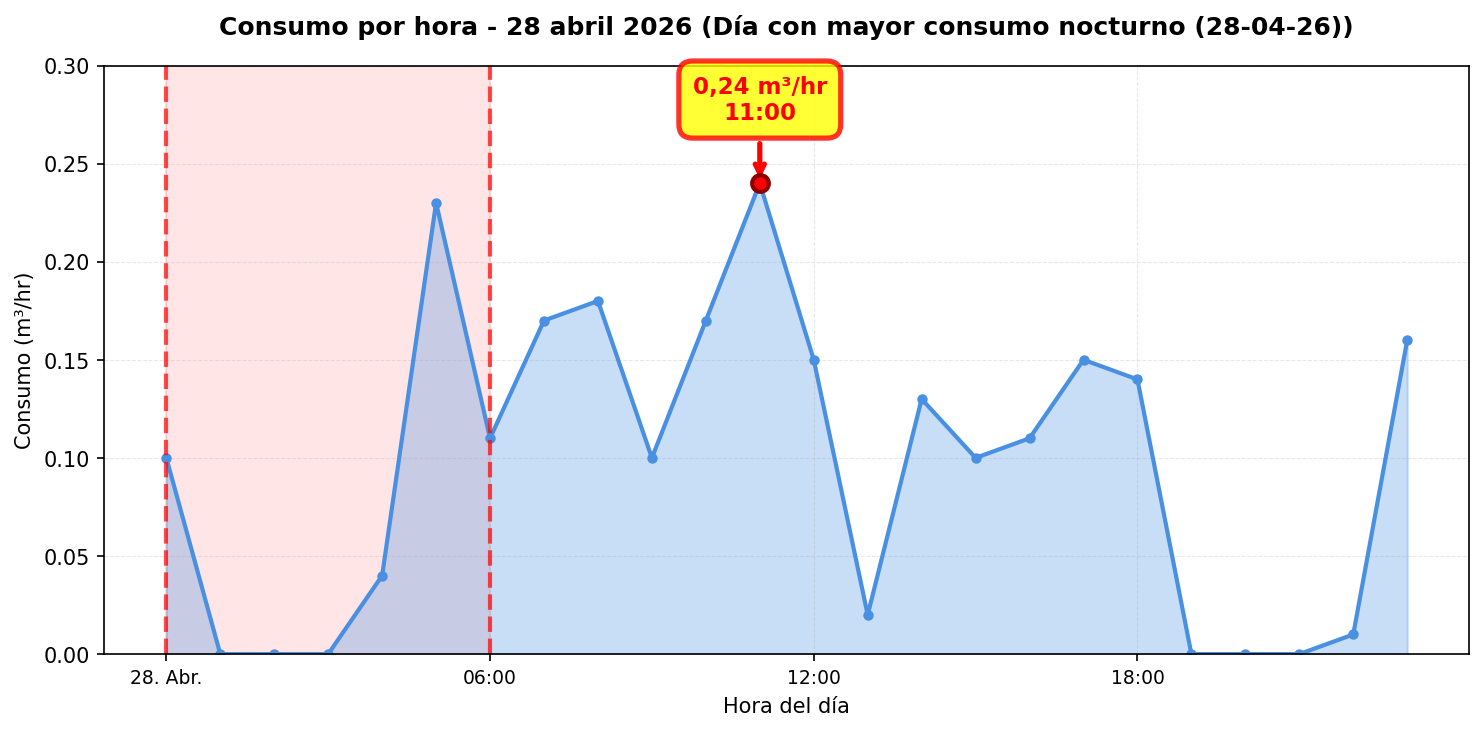 Consumo por hora - 28 abril 2026 (Día con mayor consumo nocturno (28-04-26))
0,24 m³/hr
11:00
Consumo (m³/hr)
0.30
0.25
0.20
0.15
0.10
0.05
0.00
28. Abr.
06:00
12:00
18:00
Hora del día